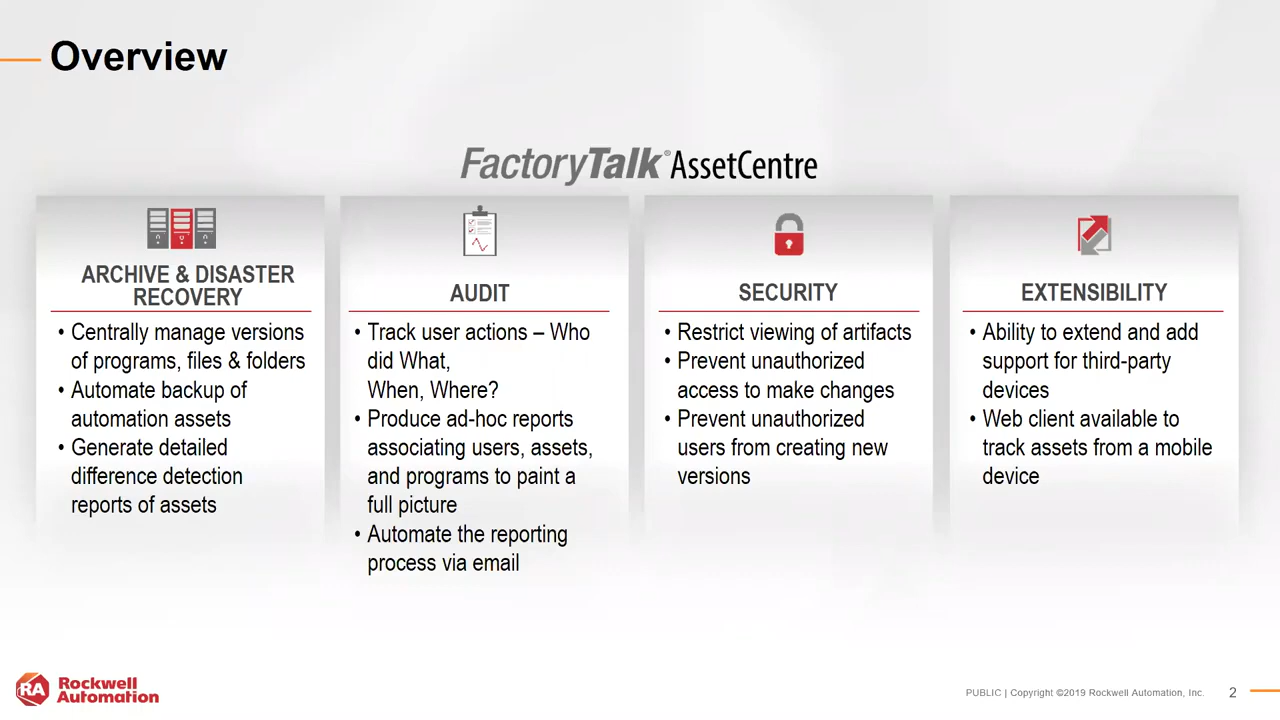 Overview
FactoryTalk® AssetCentre
ARCHIVE & DISASTER
RECOVERY
• Centrally manage versions
of programs, files & folders
• Automate backup of
automation assets
• Generate detailed
difference detection
reports of assets
AUDIT
• Track user actions – Who
did What,
When, Where?
• Produce ad-hoc reports
associating users, assets,
and programs to paint a
full picture
• Automate the reporting
process via email
SECURITY
• Restrict viewing of artifacts
• Prevent unauthorized
access to make changes
• Prevent unauthorized
users from creating new
versions
EXTENSIBILITY
• Ability to extend and add
support for third-party
devices
• Web client available to
track assets from a mobile
device
RA
Rockwell
Automation
PUBLIC | Copyright ©2019 Rockwell Automation, Inc.
2